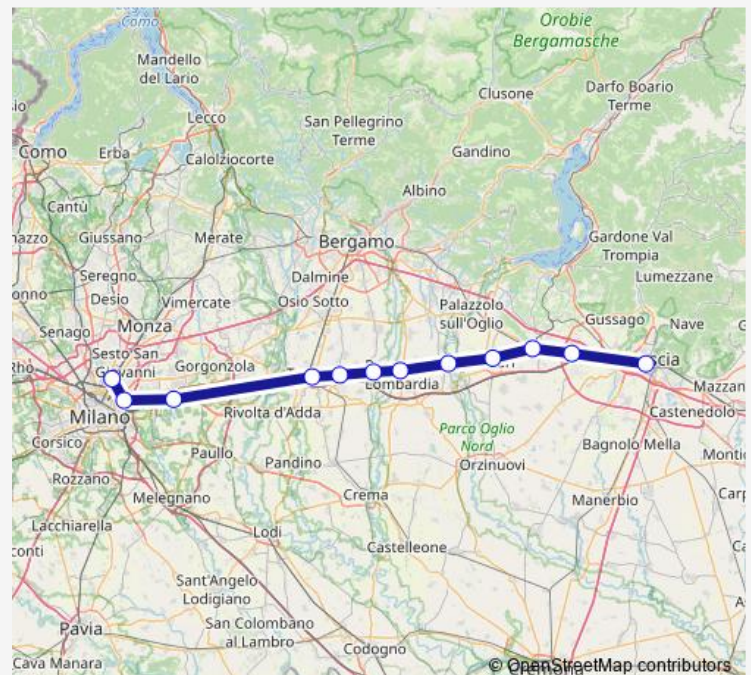 Como
Orobie
Bergamasche
Mandello
del Lario
Darfo Boario
Terme
Clusone
Lecco
San Pellegrino
Terme
Como
Erba
Calolziocorte
Gandino
Albino
Cantù
Giussano
Merate
Bergamo
Gardone Val
Trompia
Seregno
Dalmine
Lumezzane
Desio
Vimercate
Osio Sotto
Palazzolo
sull'Oglio
Senago
Monza
Gussago
Nave
Sesto San
Giovanni
Gorgonzola
Lombardia
Milano
Rivolta d'Adda
Castenedolo
Corsico
Parco Oglio
Nord
Bagnolo Mella
Paullo
Pandino
Orzinuovi
Rozzano
Melegnano
Crema
Manerbio
Lacchiarella
Lodi
Castelleone
Sant'Angelo
Lodigiano
Pavia
San Colombano
al Lambro
Codogno
Cava Manara
Cremona
© OpenStreetMap contributors